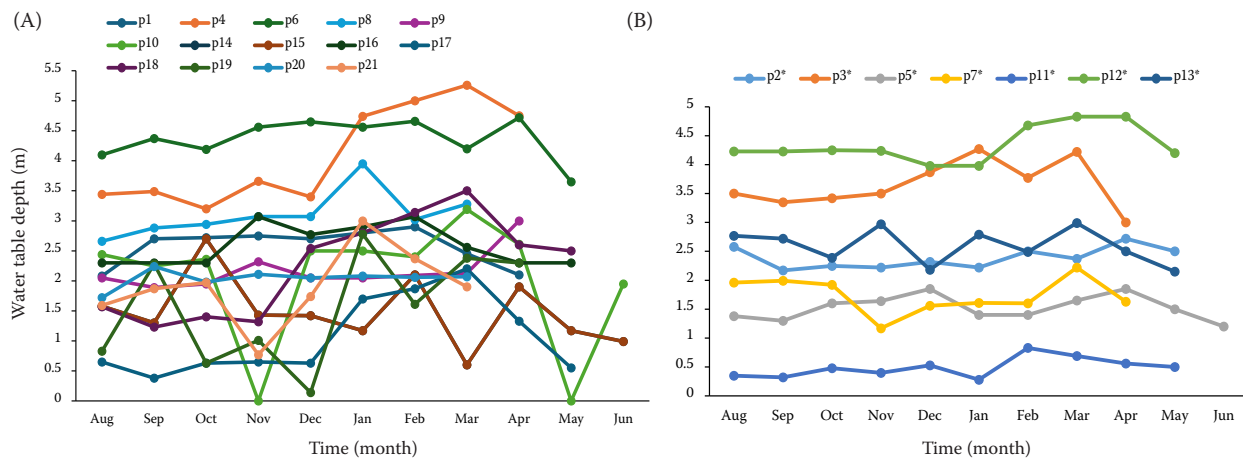 (A)
p1 p4 p6 p8 p9
p10 p14 p15 p16 p17
p18 p19 p20 p21
Water table depth (m)
5.5
5
4.5
4
3.5
3
2.5
2
1.5
1
0.5
0
Aug Sep Oct Nov Dec Jan Feb Mar Apr May Jun
Time (month)
(B)
p2* p3* p5* p7* p11* p12* p13*
5
4.5
4
3.5
3
2.5
2
1.5
1
0.5
0
Aug Sep Oct Nov Dec Jan Feb Mar Apr May Jun
Time (month)